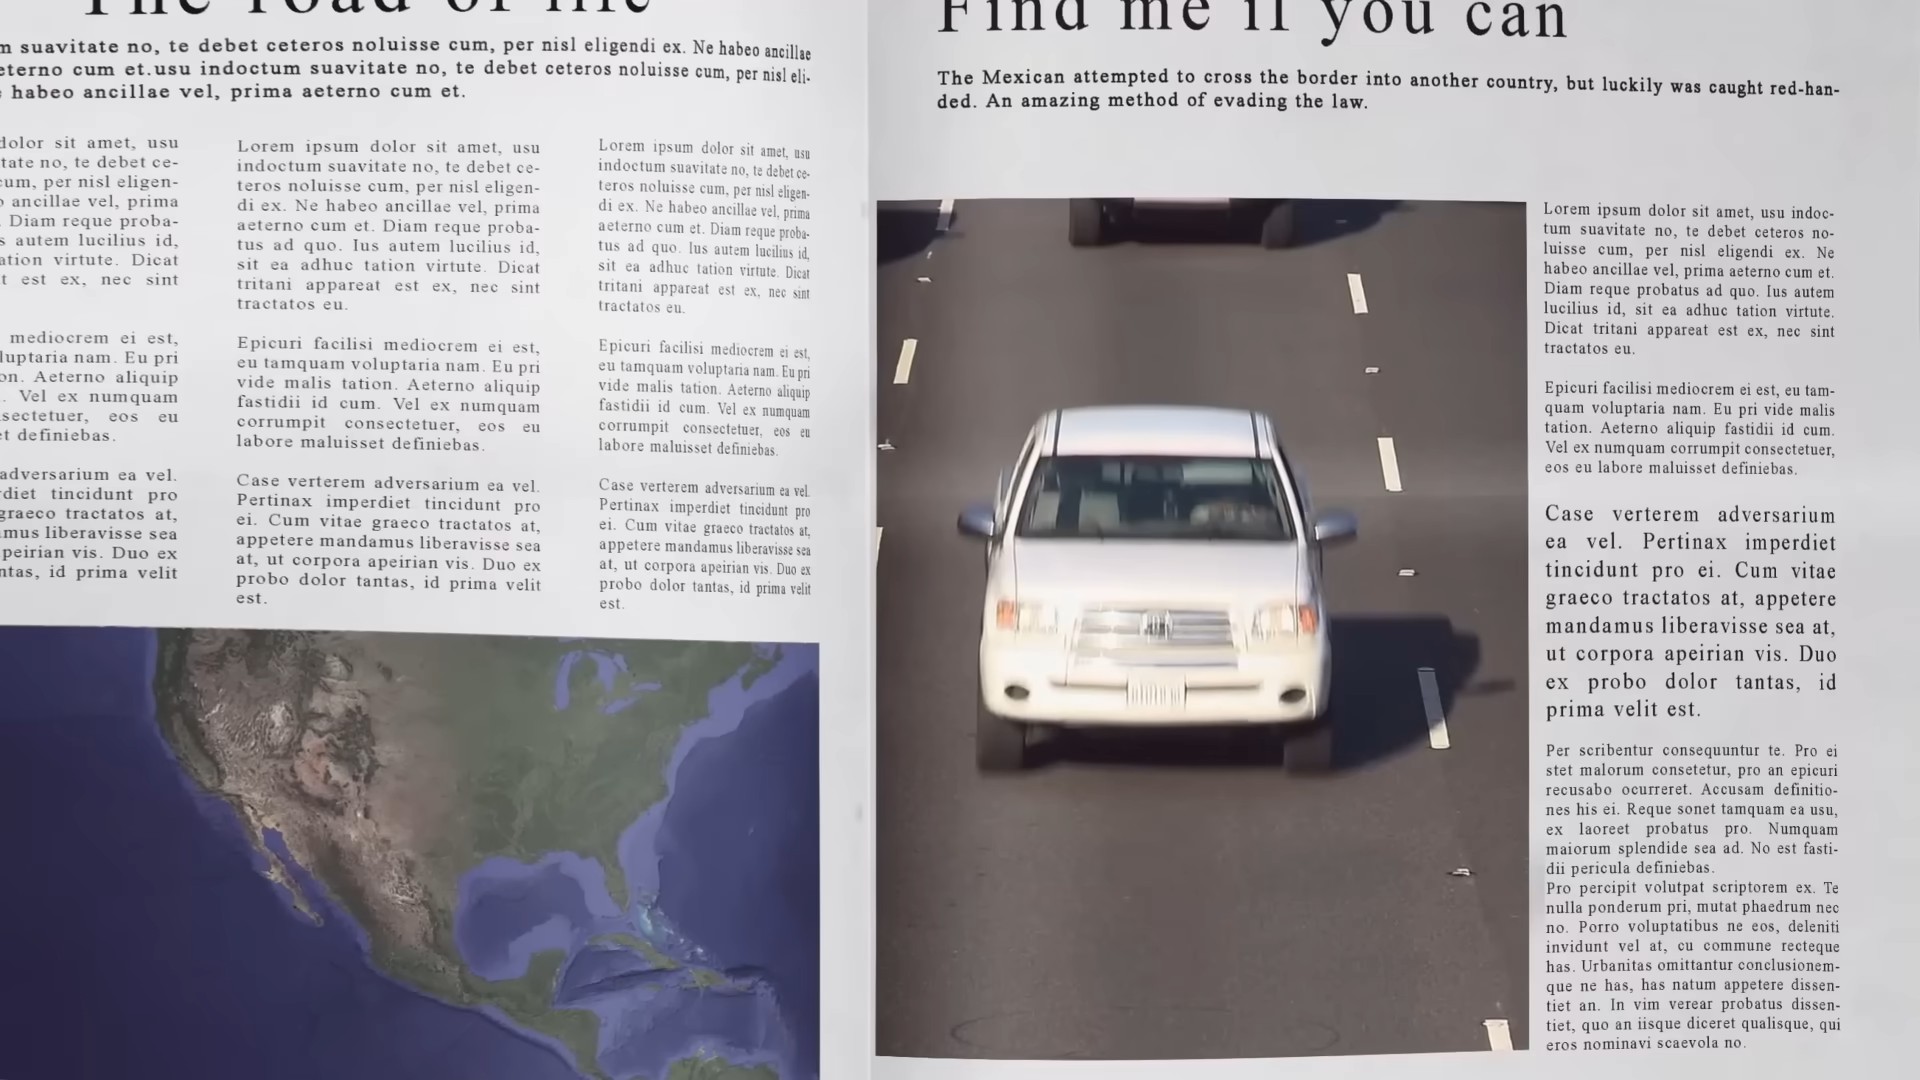 The road of life
m suavitate no, te debet ceteros noluisse cum, per nisl eligendi ex. Ne habeo ancillae
eterno cum et.usu indoctum suavitate no, te debet ceteros noluisse cum, per nisl eli-
habeo ancillae vel, prima aeterno cum et.
dolor sit amet, usu
tate no, te debet ce-
cum, per nisl eligen-
o ancillae vel, prima
. Diam reque proba-
s autem lucilius id,
ation virtute. Dicat
t est ex, nec sint
mediocrem ei est,
luptaria nam. Eu pri
on. Aeterno aliquip
. Vel ex numquam
sectetuer, eos eu
et definiebas.
adversarium ea vel.
rdiet tincidunt pro
graeco tractatos at,
mus liberavisse sea
peirian vis. Duo ex
ntas, id prima velit
Lorem ipsum dolor sit amet, usu
indoctum suavitate no, te debet ce-
teros noluisse cum, per nisl eligen-
di ex. Ne habeo ancillae vel, prima
aeterno cum et. Diam reque proba-
tus ad quo. Ius autem lucilius id,
sit ea adhuc tation virtute. Dicat
tritani appareat est ex, nec sint
tractatos eu.
Epicuri facilisi mediocrem ei est,
eu tamquam voluptaria nam. Eu pri
vide malis tation. Aeterno aliquip
fastidii id cum. Vel ex numquam
corrumpit consectetuer, eos eu
labore maluisset definiebas.
Case verterem adversarium ea vel.
Pertinax imperdiet tincidunt pro
ei. Cum vitae graeco tractatos at,
appetere mandamus liberavisse sea
at, ut corpora apeirian vis. Duo ex
probo dolor tantas, id prima velit
est.
Lorem ipsum dolor sit amet, usu
indoctum suavitate no, te debet ce-
teros noluisse cum, per nisl eligen-
di ex. Ne habeo ancillae vel, prima
aeterno cum et. Diam reque proba-
tus ad quo. Ius autem lucilius id,
sit ea adhuc tation virtute. Dicat
tritani appareat est ex, nec sint
tractatos eu.
Epicuri facilisi mediocrem ei est,
eu tamquam voluptaria nam. Eu pri
vide malis tation. Aeterno aliquip
fastidii id cum. Vel ex numquam
corrumpit consectetuer, eos eu
labore maluisset definiebas.
Case verterem adversarium ea vel.
Pertinax imperdiet tincidunt pro
ei. Cum vitae graeco tractatos at,
appetere mandamus liberavisse sea
at, ut corpora apeirian vis. Duo ex
probo dolor tantas, id prima velit
est.
Find me if you can
The Mexican attempted to cross the border into another country, but luckily was caught red-han-
ded. An amazing method of evading the law.
Lorem ipsum dolor sit amet, usu indoc-
tum suavitate no, te debet ceteros no-
luisse cum, per nisl eligendi ex. Ne
habeo ancillae vel, prima aeterno cum et.
Diam reque probatus ad quo. Ius autem
lucilius id, sit ea adhuc tation virtute.
Dicat tritani appareat est ex, nec sint
tractatos eu.
Epicuri facilisi mediocrem ei est, eu tam-
quam voluptaria nam. Eu pri vide malis
tation. Aeterno aliquip fastidii id cum.
Vel ex numquam corrumpit consectetuer,
eos eu labore maluisset definiebas.
Case verterem adversarium
ea vel. Pertinax imperdiet
tincidunt pro ei. Cum vitae
graeco tractatos at, appetere
mandamus liberavisse sea at,
ut corpora apeirian vis. Duo
ex probo dolor tantas, id
prima velit est.
Per scribentur consequuntur te. Pro ei
stet malorum consetetur, pro an epicuri
recusabo ocurreret. Accusam definitio-
nes his ei. Reque sonet tamquam ea usu,
ex laoreet probatus pro. Numquam
maiorum splendide sea ad. No est fasti-
dii pericula definiebas.
Pro percipit volutpat scriptorem ex. Te
nulla ponderum pri, mutat phaedrum nec
no. Porro voluptatibus ne eos, deleniti
invidunt vel at, cu commune recteque
has. Urbanitas omittantur conclusionem-
que ne has, has natum appetere dissen-
tiet an. In vim verear probatus dissen-
tiet, quo an iisque diceret qualisque, qui
eros nominavi scaevola no.